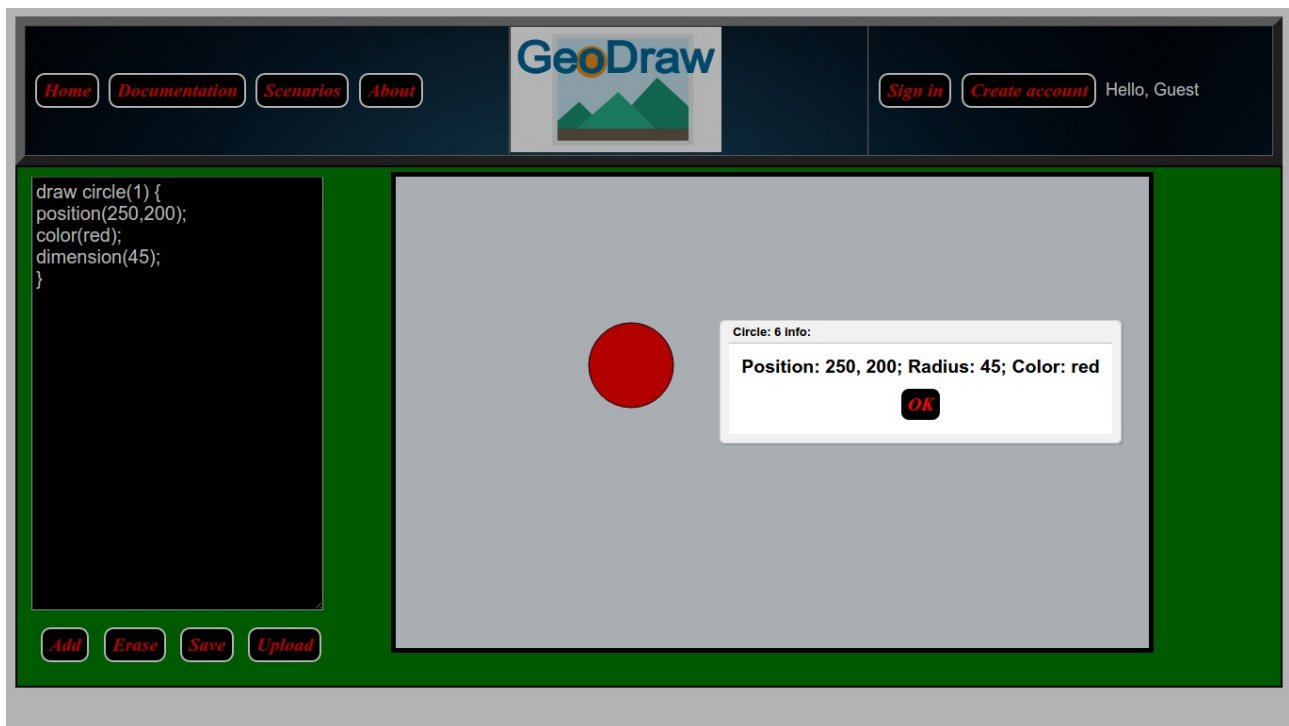 GeoDraw
Home Documentation Scenarios About
Sign in Create account Hello, Guest
draw circle(1) {
position(250,200);
color(red);
dimension(45);
}
Circle: 6 info:
Position: 250, 200; Radius: 45; Color: red
OK
Add Erase Save Upload